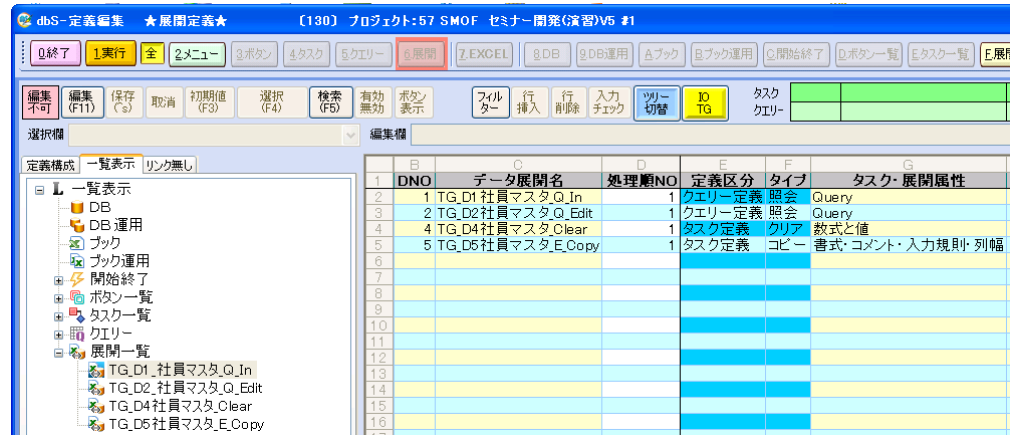 dbS-定義編集　★展開定義★　　〔130〕 プロジェクト:57 SMOF セミナー開発(演習)V5 #1
0終了 1実行 全 2メニュー 3ボタン 4タスク 5クエリー 6展開 7.EXCEL 8.DB 9DB運用 Aブック Bブック運用 C開始終了 Dボタン一覧 Eタスク一覧 F.展開
編集不可 編集(F11) 保存(^s) 取消 初期値(F3) 選択(F4) 検索(F5) 有効無効 ボタン表示 フィルター 行挿入 行削除 入力チェック ツリー切替 IO TG タスク クエリー
選択欄 編集欄
定義構成 一覧表示 リンク無し
一覧表示
DB
DB運用
ブック
ブック運用
開始終了
ボタン一覧
タスク一覧
クエリー
展開一覧
TG_D1_社員マスタ_Q_In
TG_D2_社員マスタ_Q_Edit
TG_D4社員マスタ_Clear
TG_D5社員マスタ_E_Copy
B C D E F G
1 DNO データ展開名 処理順NO 定義区分 タイプ タスク・展開属性
2 1 TG_D1社員マスタ_Q_In 1 クエリー定義 照会 Query
3 2 TG_D2社員マスタ_Q_Edit 1 クエリー定義 照会 Query
4 4 TG_D4社員マスタ_Clear 1 タスク定義 クリア 数式と値
5 5 TG_D5社員マスタ_E_Copy 1 タスク定義 コピー 書式・コメント・入力規則・列幅
6
7
8
9
10
11
12
13
14
15
16